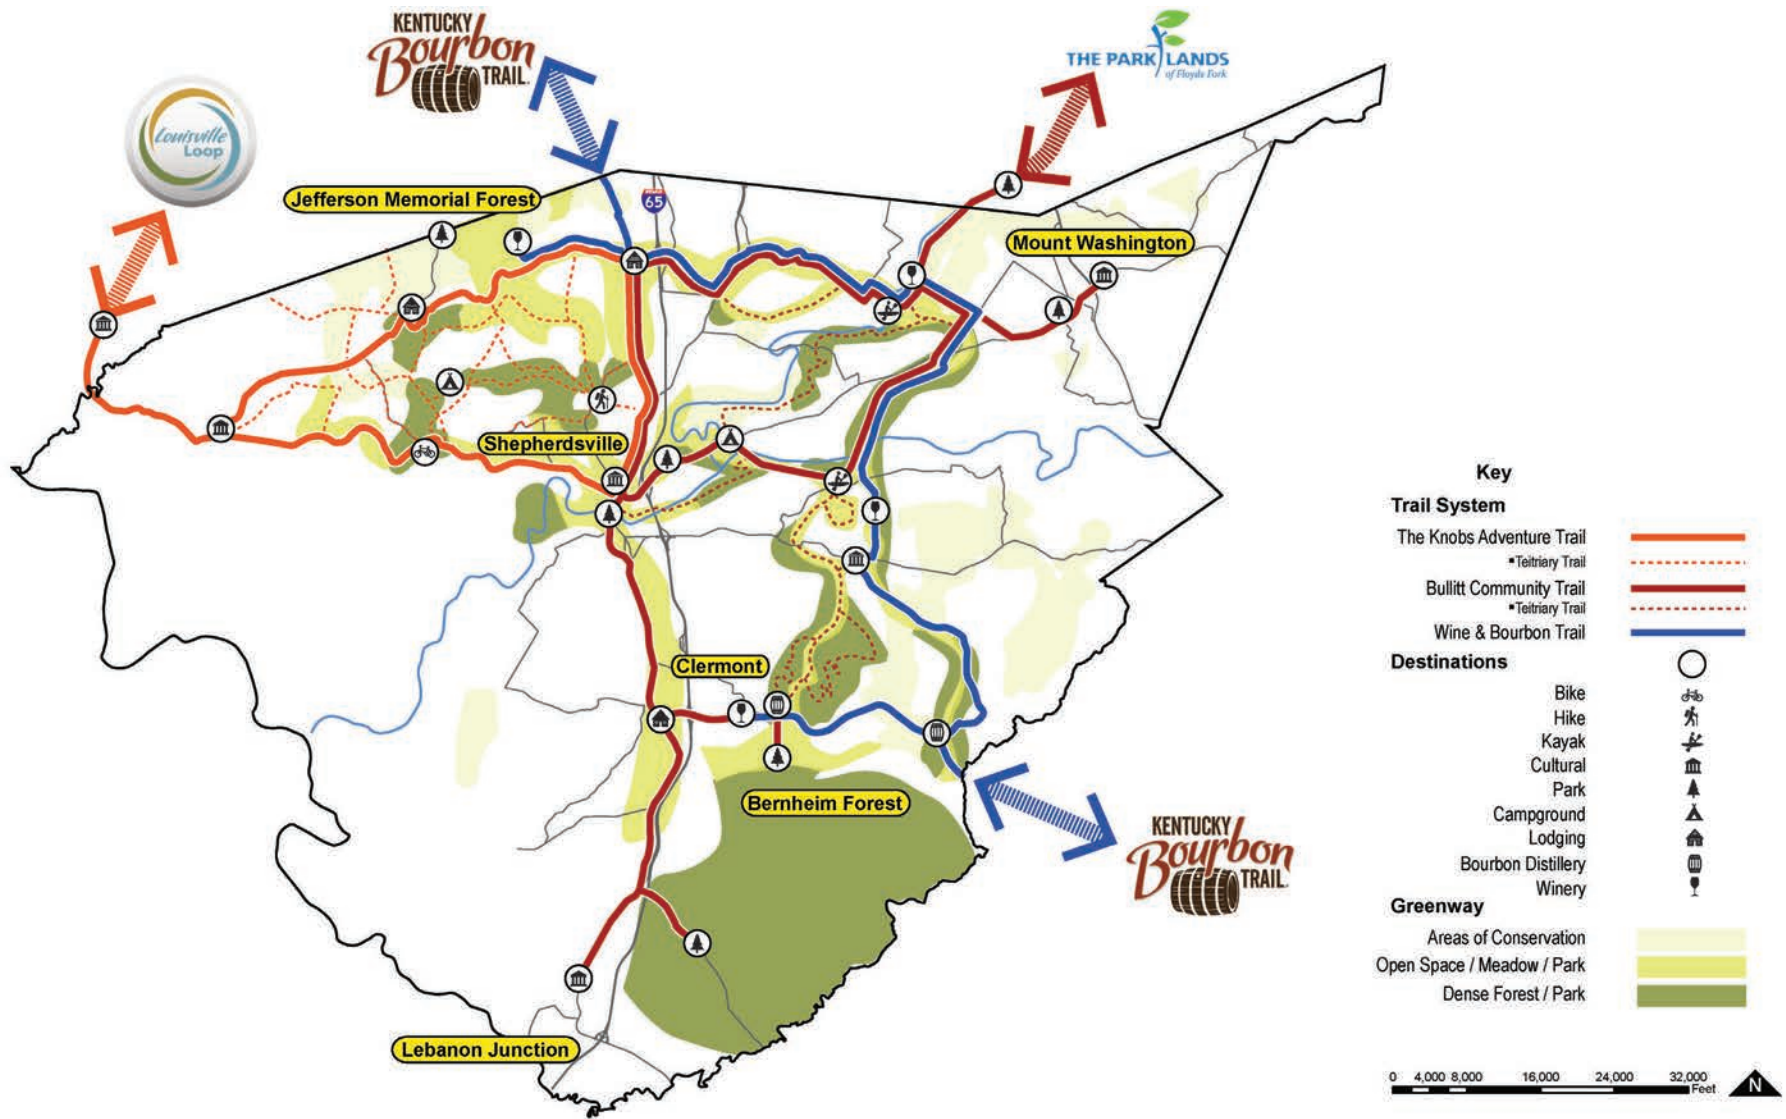 KENTUCKY
Bourbon
TRAIL
THE PARK LANDS
of Floyds Fork
Louisville
Loop
Jefferson Memorial Forest
65
Mount Washington
Shepherdsville
Clermont
Bernheim Forest
KENTUCKY
Bourbon
TRAIL
Lebanon Junction
Key
Trail System
The Knobs Adventure Trail
▪Teitriary Trail
Bullitt Community Trail
▪Teitriary Trail
Wine & Bourbon Trail
Destinations
Bike
Hike
Kayak
Cultural
Park
Campground
Lodging
Bourbon Distillery
Winery
Greenway
Areas of Conservation
Open Space / Meadow / Park
Dense Forest / Park
0 4,000 8,000 16,000 24,000 32,000
Feet
N